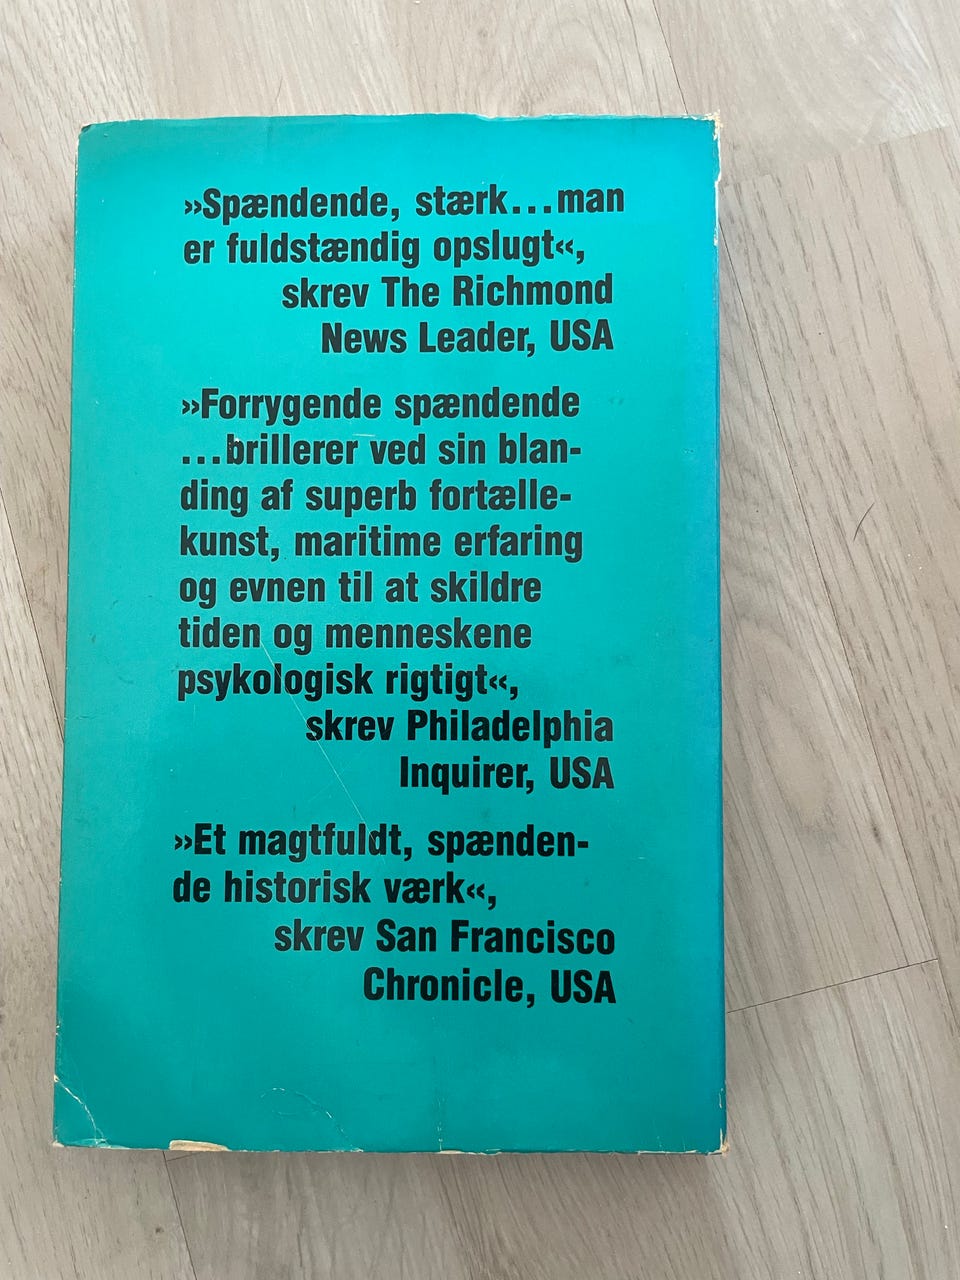 »Spændende, stærk...man
er fuldstændig opslugt«,
skrev The Richmond
News Leader, USA
»Forrygende spændende
...brillerer ved sin blan-
ding af superb fortælle-
kunst, maritime erfaring
og evnen til at skildre
tiden og menneskene
psykologisk rigtigt«,
skrev Philadelphia
Inquirer, USA
»Et magtfuldt, spænden-
de historisk værk«,
skrev San Francisco
Chronicle, USA